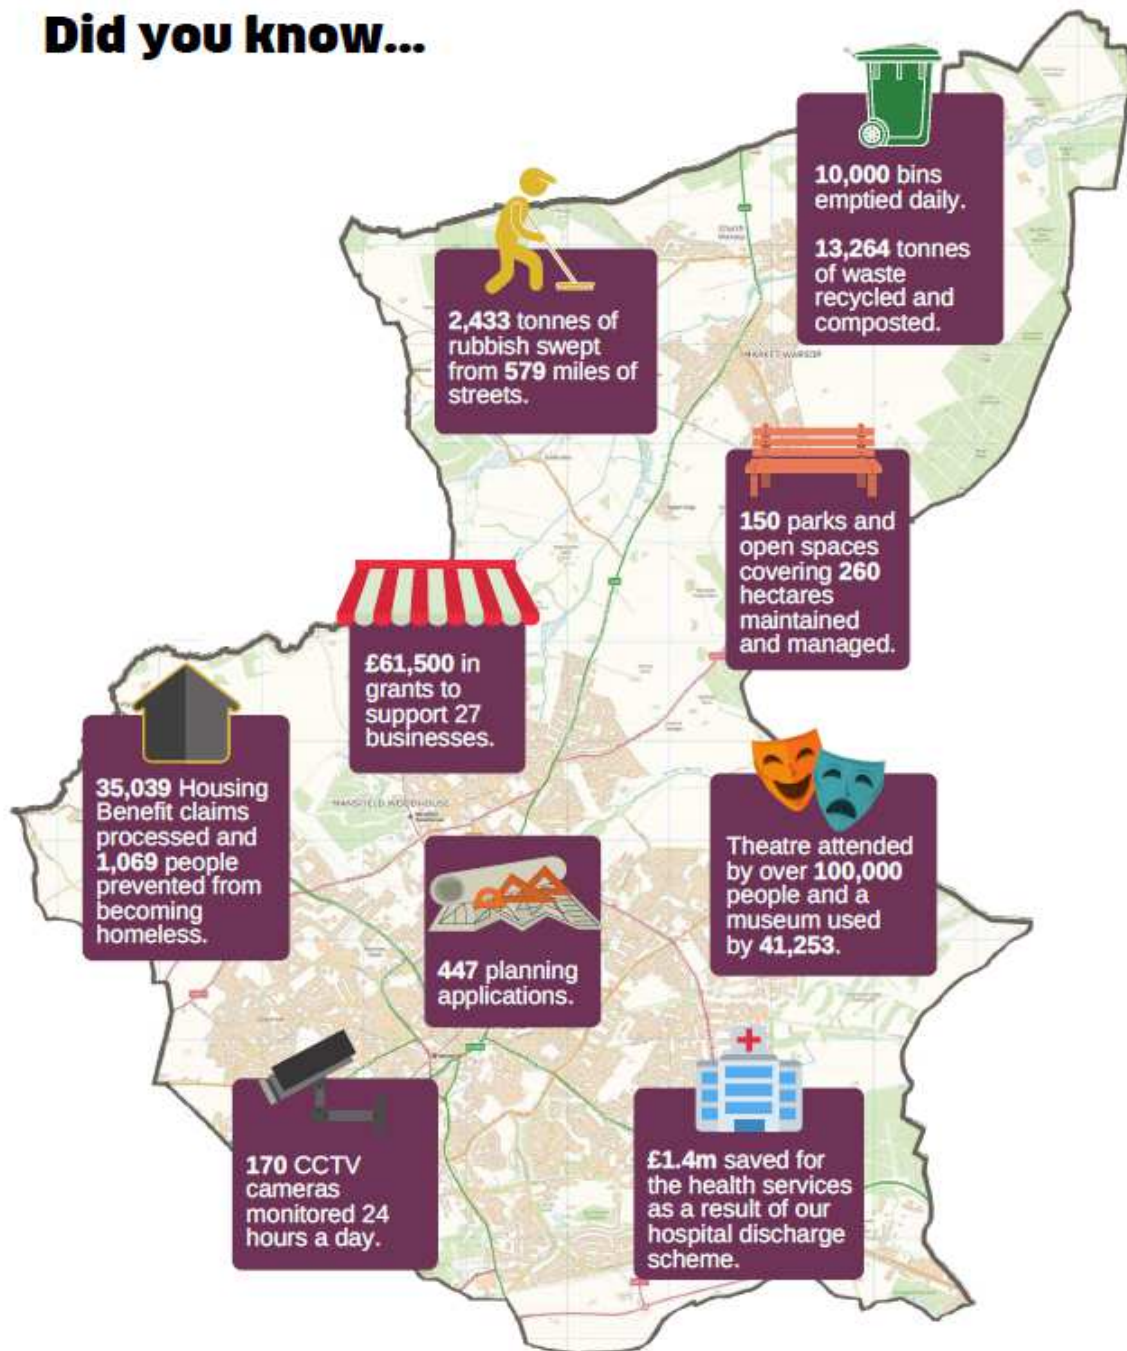 Did you know...
10,000 bins
emptied daily.
13,264 tonnes
of waste
recycled and
composted.
2,433 tonnes of
rubbish swept
from 579 miles of
streets.
MARKET WARSOP
150 parks and
open spaces
covering 260
hectares
maintained
and managed.
£61,500 in
grants to
support 27
businesses.
35,039 Housing
Benefit claims
processed and
1,069 people
prevented from
becoming
homeless.
MANSFIELD WOODHOUSE
Theatre attended
by over 100,000
people and a
museum used
by 41,253.
447 planning
applications.
170 CCTV
cameras
monitored 24
hours a day.
£1.4m saved for
the health services
as a result of our
hospital discharge
scheme.